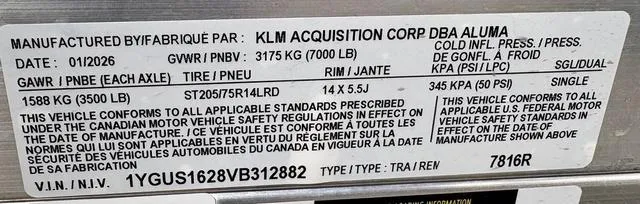 MANUFACTURED BY/FABRIQUÉ PAR : KLM ACQUISITION CORP. DBA ALUMA
DATE : 01/2026 GVWR / PNBV : 3175 KG (7000 LB) COLD INFL. PRESS. / PRESS.
DE GONFL. À FROID
GAWR / PNBE (EACH AXLE) TIRE / PNEU RIM / JANTE KPA (PSI / LPC) SGL/DUAL
1588 KG (3500 LB) ST205/75R14LRD 14 X 5.5J 345 KPA (50 PSI) SINGLE
THIS VEHICLE CONFORMS TO ALL APPLICABLE STANDARDS PRESCRIBED
UNDER THE CANADIAN MOTOR VEHICLE SAFETY REGULATIONS IN EFFECT ON
THE DATE OF MANUFACTURE. / CE VÉHICULE EST CONFORME À TOUTES LES
NORMES QUI LUI SONT APPLICABLES EN VERTU DU RÈGLEMENT SUR LA
SÉCURITÉ DES VÉHICULES AUTOMOBILES DU CANADA EN VIGUEUR À LA DATE
DE SA FABRICATION
THIS VEHICLE CONFORMS TO ALL
APPLICABLE U.S. FEDERAL MOTOR
VEHICLE SAFETY STANDARDS IN
EFFECT ON THE DATE OF
MANUFACTURE SHOWN ABOVE
V.I.N. / N.I.V. 1YGUS1628VB312882 TYPE / TYPE : TRA / REM 7816R